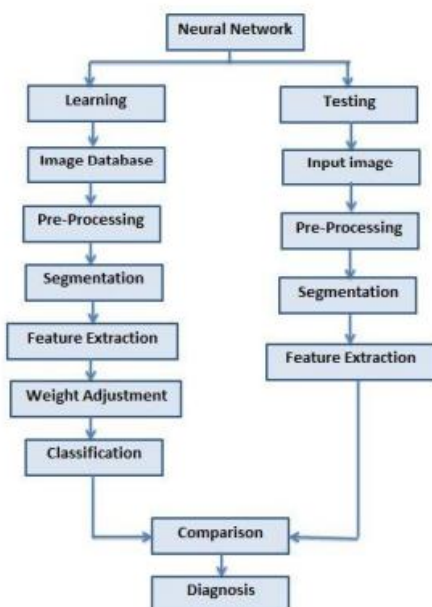 Neural Network
Learning
Image Database
Pre-Processing
Segmentation
Feature Extraction
Weight Adjustment
Classification
Testing
Input image
Pre-Processing
Segmentation
Feature Extraction
Comparison
Diagnosis